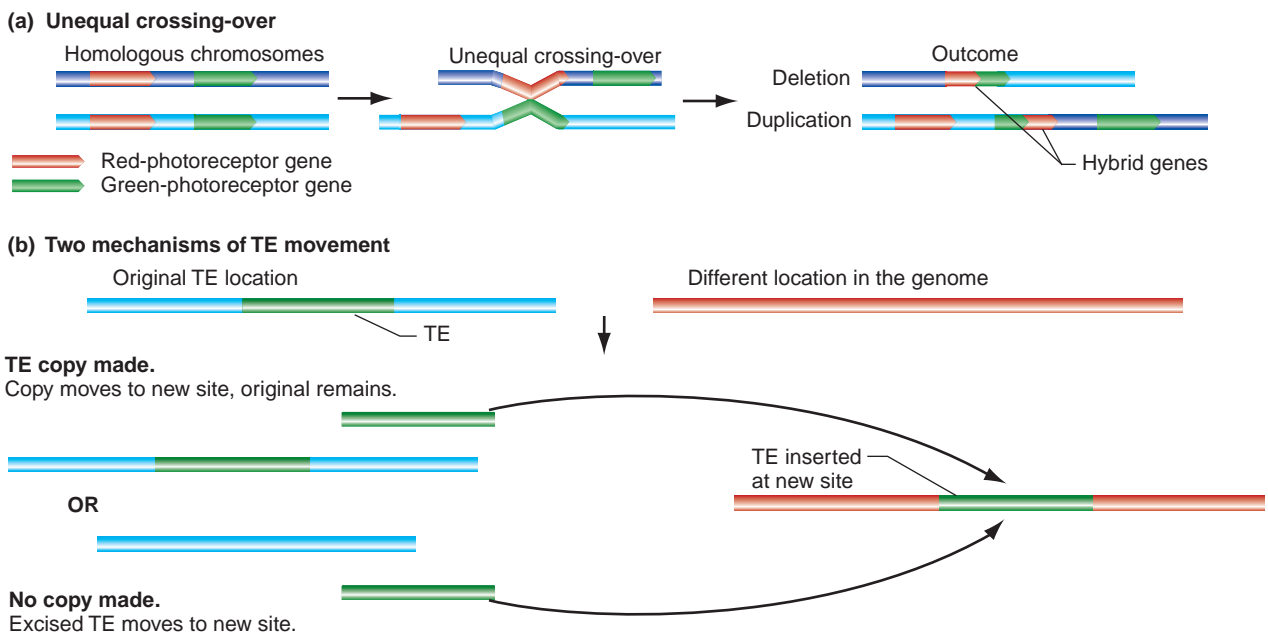 (a) Unequal crossing-over
Homologous chromosomes
Unequal crossing-over
Outcome
Deletion
Duplication
Hybrid genes
Red-photoreceptor gene
Green-photoreceptor gene
(b) Two mechanisms of TE movement
Original TE location
Different location in the genome
TE
TE copy made.
Copy moves to new site, original remains.
TE inserted
at new site
OR
No copy made.
Excised TE moves to new site.